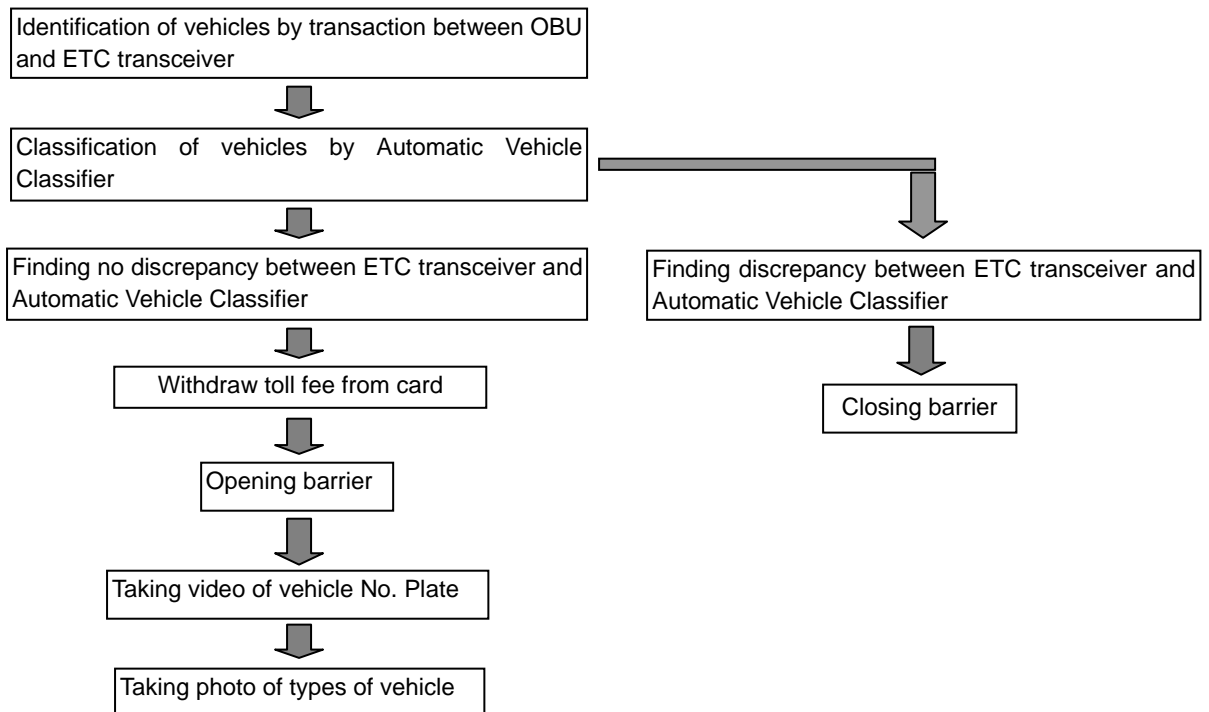 Identification of vehicles by transaction between OBU
and ETC transceiver
Classification of vehicles by Automatic Vehicle
Classifier
Finding no discrepancy between ETC transceiver and
Automatic Vehicle Classifier
Withdraw toll fee from card
Opening barrier
Taking video of vehicle No. Plate
Taking photo of types of vehicle
Finding discrepancy between ETC transceiver and
Automatic Vehicle Classifier
Closing barrier